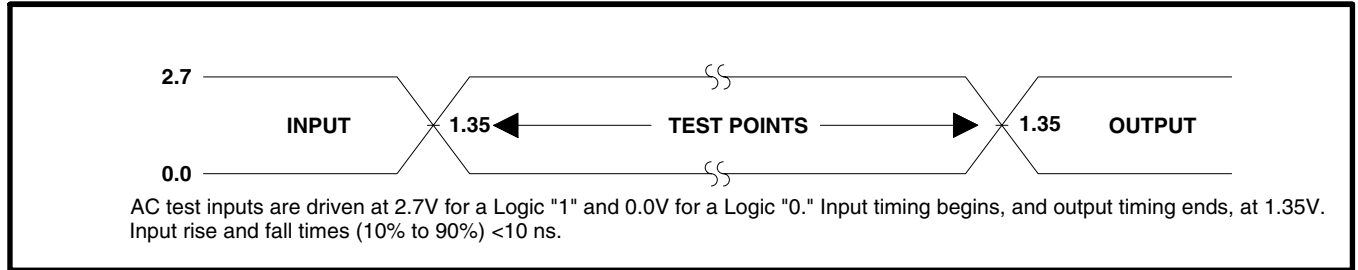 2.7
INPUT 1.35 TEST POINTS 1.35 OUTPUT
0.0
AC test inputs are driven at 2.7V for a Logic "1" and 0.0V for a Logic "0." Input timing begins, and output timing ends, at 1.35V.
Input rise and fall times (10% to 90%) <10 ns.